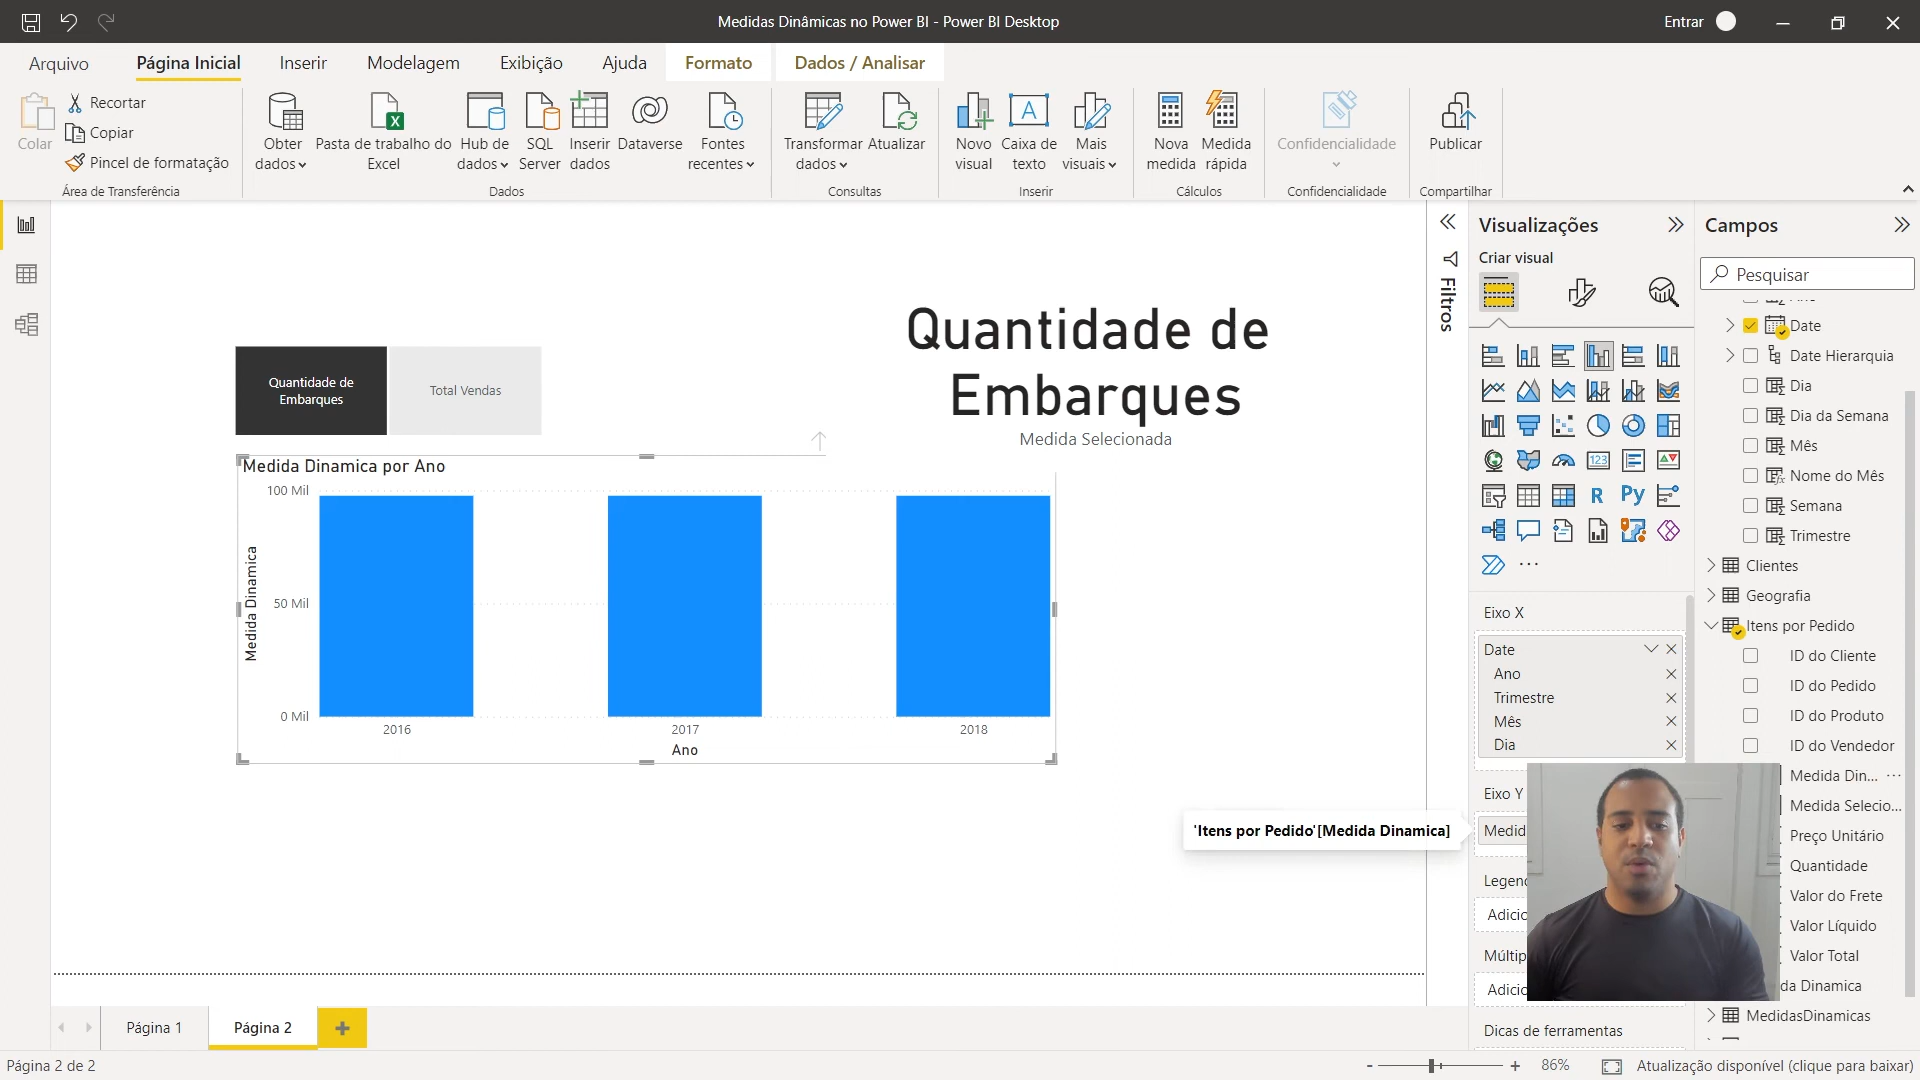 Medidas Dinâmicas no Power BI - Power BI Desktop
Entrar
Arquivo
Página Inicial
Inserir
Modelagem
Exibição
Ajuda
Formato
Dados / Analisar
Colar
Recortar
Copiar
Pincel de formatação
Área de Transferência
Obter
dados
Pasta de trabalho do
Excel
Hub de
dados
SQL
Server
Inserir
dados
Dataverse
Fontes
recentes
Dados
Transformar
dados
Atualizar
Consultas
Novo
visual
Caixa de
texto
Mais
visuais
Inserir
Nova
medida
Medida
rápida
Cálculos
Confidencialidade
Confidencialidade
Publicar
Compartilhar
Quantidade de
Embarques
Total Vendas
Quantidade de
Embarques
Medida Selecionada
Medida Dinamica por Ano
Medida Dinamica
100 Mil
50 Mil
0 Mil
2016
2017
2018
Ano
'Itens por Pedido'[Medida Dinamica]
Filtros
Visualizações
Criar visual
123
R
Py
...
Eixo X
Date
Ano
Trimestre
Mês
Dia
Eixo Y
Medid
Legend
Adicio
Múltip
Adicio
Dicas de ferramentas
Campos
Pesquisar
Date
Date Hierarquia
Dia
Dia da Semana
Mês
Nome do Mês
Semana
Trimestre
Clientes
Geografia
Itens por Pedido
ID do Cliente
ID do Pedido
ID do Produto
ID do Vendedor
Medida Din... ...
Medida Selecio...
Preço Unitário
Quantidade
Valor do Frete
Valor Líquido
Valor Total
da Dinamica
MedidasDinamicas
Página 1
Página 2
Página 2 de 2
- + 86%
Atualização disponível (clique para baixar)